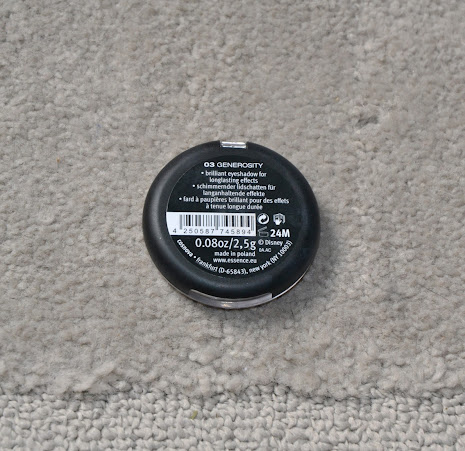 03 GENEROSITY
• brilliant eyeshadow for
longlasting effects
• schimmernder lidschatten für
langanhaltende effekte
• fard à paupières brillant pour des effets
à tenue longue durée
4 250587 745894
24M
0.08oz/2,5g
© Disney
made in poland
www.essence.eu
cosnova • frankfurt (D-65843), new york (NY 10003)